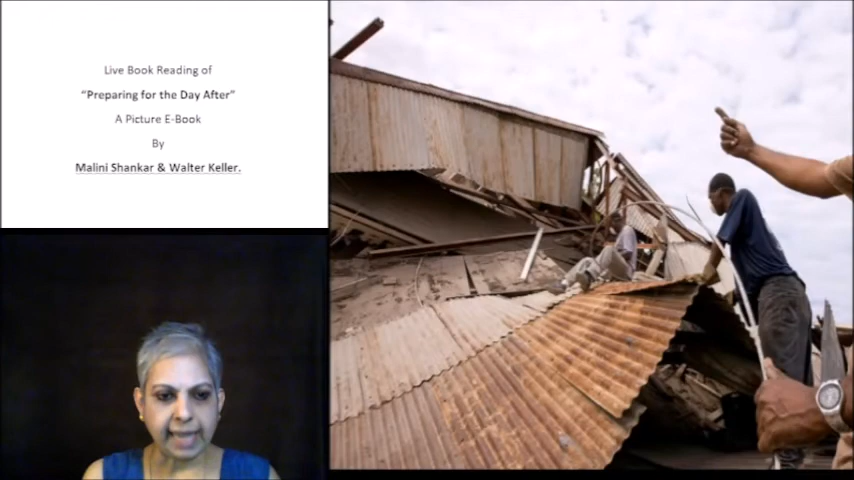 Live Book Reading of
“Preparing for the Day After”
A Picture E-Book
By
Malini Shankar & Walter Keller.